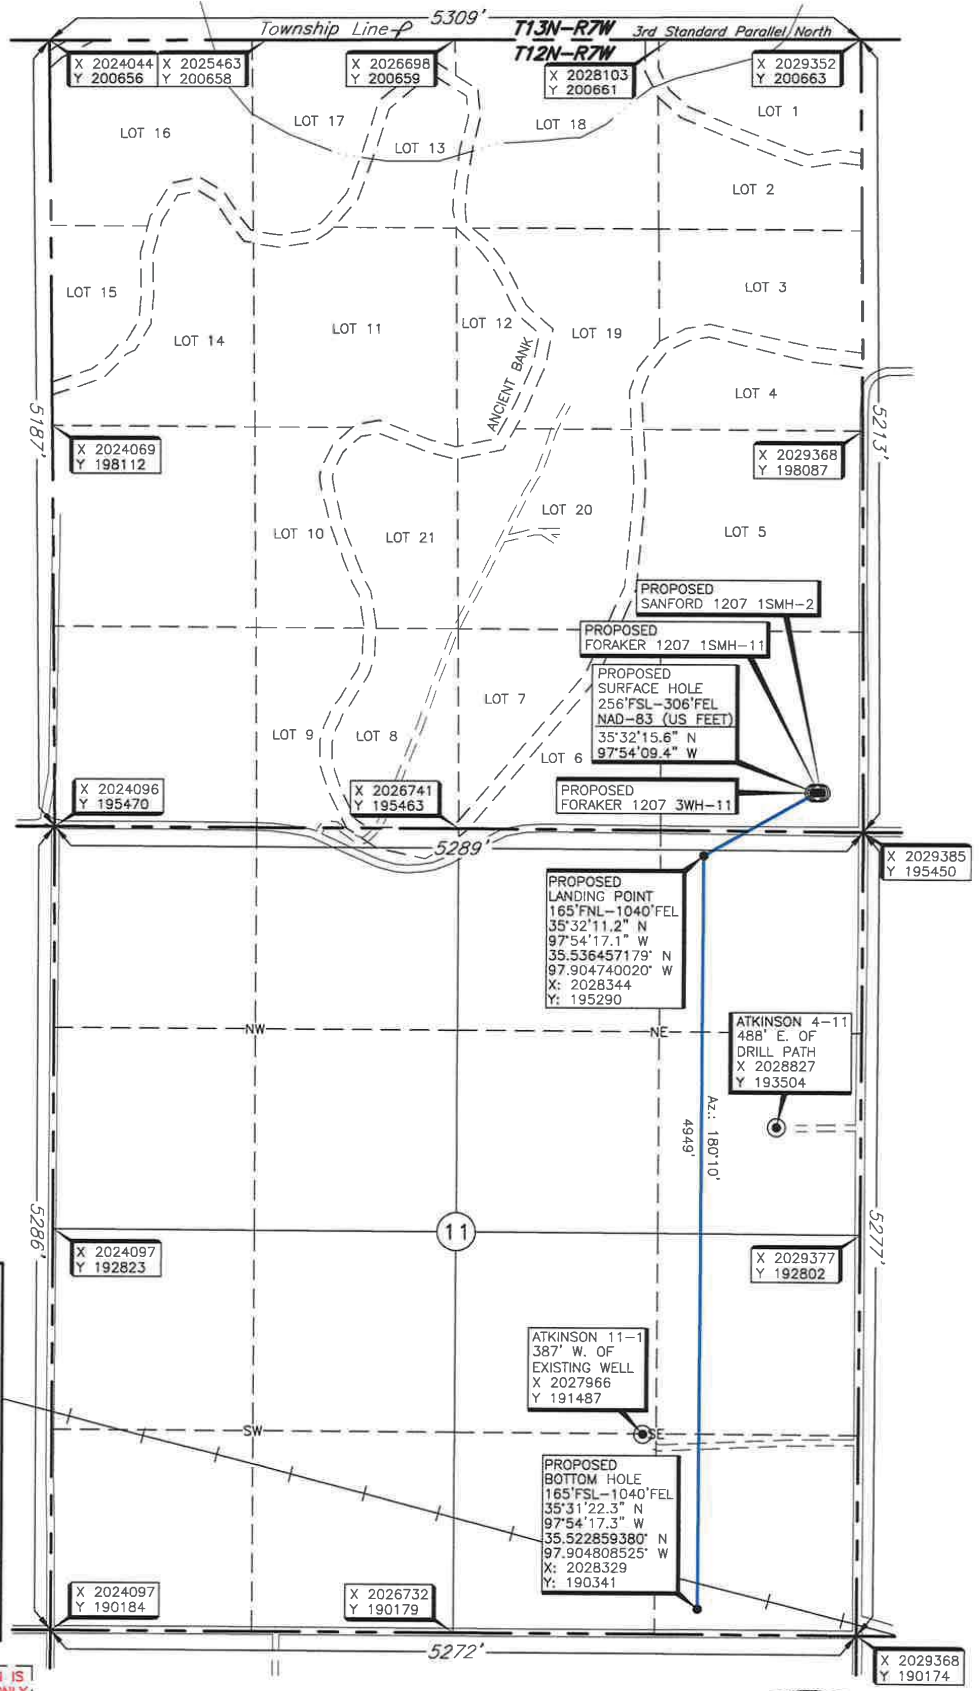 5309'
Township Line
T13N-R7W
3rd Standard Parallel North
T12N-R7W
X 2024044
Y 200656
X 2025463
Y 200658
X 2026698
Y 200659
X 2028103
Y 200661
X 2029352
Y 200663
LOT 16
LOT 17
LOT 13
LOT 18
LOT 1
LOT 2
LOT 15
LOT 14
LOT 11
LOT 12
LOT 19
LOT 3
LOT 4
ANCIENT BANK
5187'
5213'
X 2024069
Y 198112
X 2029368
Y 198087
LOT 10
LOT 21
LOT 20
LOT 5
PROPOSED
SANFORD 1207 1SMH-2
PROPOSED
FORAKER 1207 1SMH-11
PROPOSED
SURFACE HOLE
256'FSL-306'FEL
NAD-83 (US FEET)
35°32'15.6" N
97°54'09.4" W
LOT 7
LOT 9
LOT 8
LOT 6
PROPOSED
FORAKER 1207 3WH-11
X 2024096
Y 195470
X 2026741
Y 195463
5289'
X 2029385
Y 195450
PROPOSED
LANDING POINT
165'FNL-1040'FEL
35°32'11.2" N
97°54'17.1" W
35.536457179° N
97.904740020° W
X: 2028344
Y: 195290
NW
NE
ATKINSON 4-11
488' E. OF
DRILL PATH
X 2028827
Y 193504
Az.: 180°10'
4949'
5286'
5277'
11
X 2024097
Y 192823
X 2029377
Y 192802
ATKINSON 11-1
387' W. OF
EXISTING WELL
X 2027966
Y 191487
SW
SE
PROPOSED
BOTTOM HOLE
165'FSL-1040'FEL
35°31'22.3" N
97°54'17.3" W
35.522859380° N
97.904808525° W
X: 2028329
Y: 190341
X 2024097
Y 190184
X 2026732
Y 190179
5272'
X 2029368
Y 190174
IS